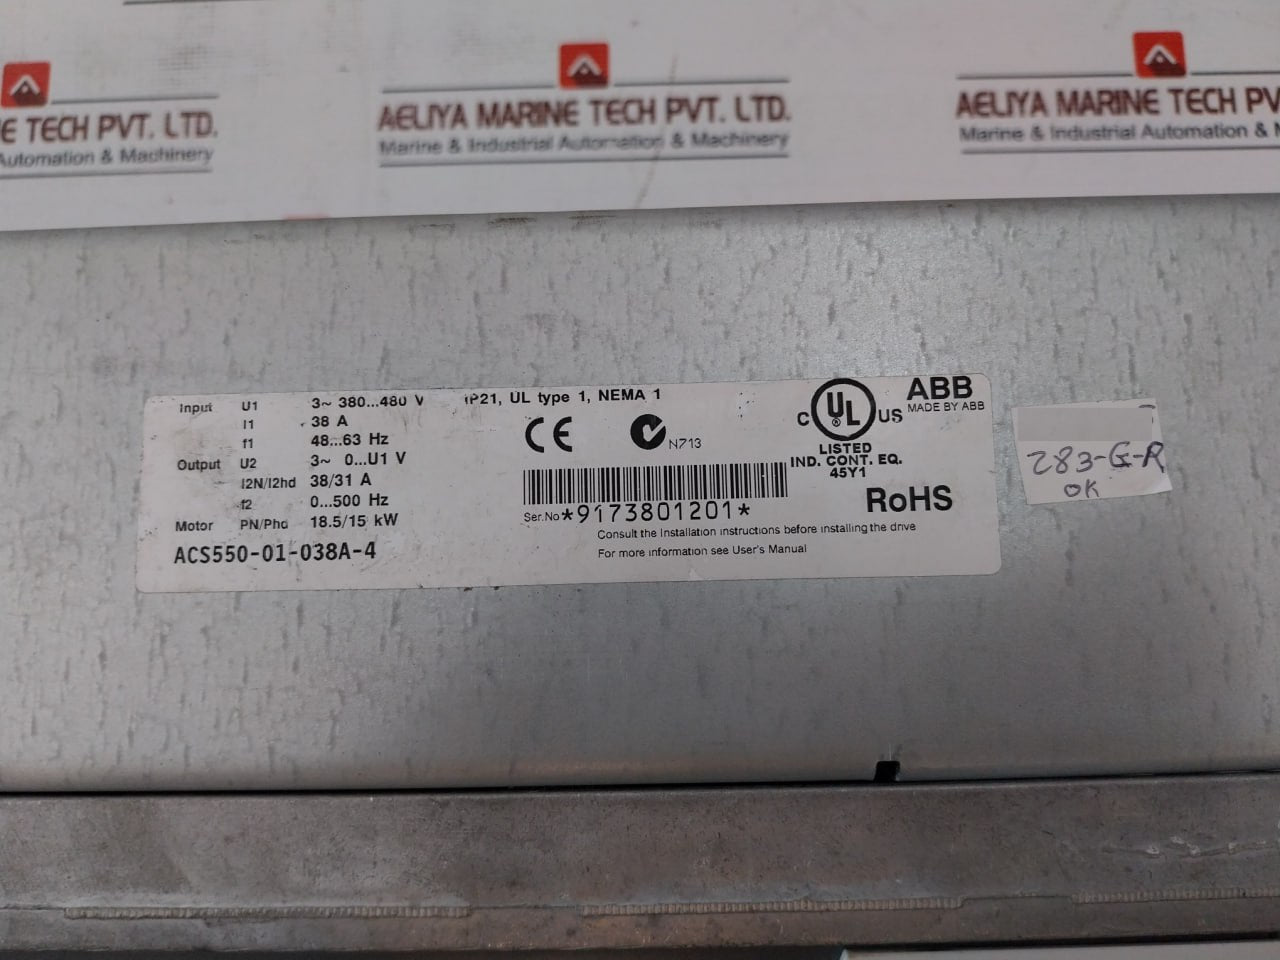 E TECH PVT. LTD.
Automation & Machinery
AELIYA MARINE TECH PVT. LTD.
Marine & Industrial Automation & Machinery
AELIYA MARINE TECH PV
Marine & Industrial Automation &
Input U1 3~ 380...480 V IP21, UL type 1, NEMA 1
I1 38 A
f1 48...63 Hz
Output U2 3~ 0...U1 V
I2N/I2hd 38/31 A
f2 0...500 Hz
Motor PN/Phd 18.5/15 kW
ACS550-01-038A-4
CE
N713
Ser.No *9173801201*
C UL ® US
LISTED
IND. CONT. EQ.
45Y1
ABB
MADE BY ABB
RoHS
Consult the Installation instructions before installing the drive
For more information see User's Manual
283-G-R
OK